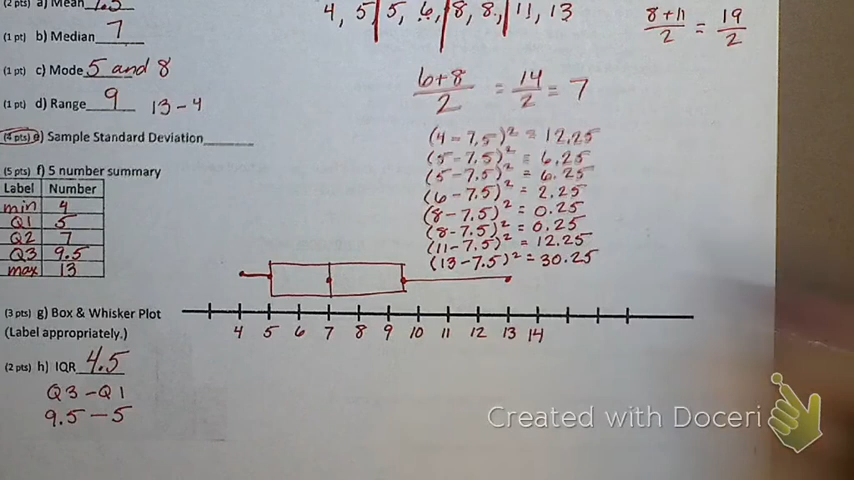 (2 pts) a) Mean 7.5
4, 5, 5, 6, 8, 8, 11, 13
8+11/2 = 19/2
(1 pt) b) Median 7
(1 pt) c) Mode 5 and 8
6+8/2 = 14/2 = 7
(1 pt) d) Range 9 13-4
(4 pts) e) Sample Standard Deviation
(4-7.5)² = 12.25
(5-7.5)² = 6.25
(5-7.5)² = 6.25
(6-7.5)² = 2.25
(8-7.5)² = 0.25
(8-7.5)² = 0.25
(11-7.5)² = 12.25
(13-7.5)² = 30.25
(5 pts) f) 5 number summary
Label Number
min 4
Q1 5
Q2 7
Q3 9.5
max 13
(3 pts) g) Box & Whisker Plot
(Label appropriately.)
4 5 6 7 8 9 10 11 12 13 14
(2 pts) h) IQR 4.5
Q3-Q1
9.5-5
Created with Doceri